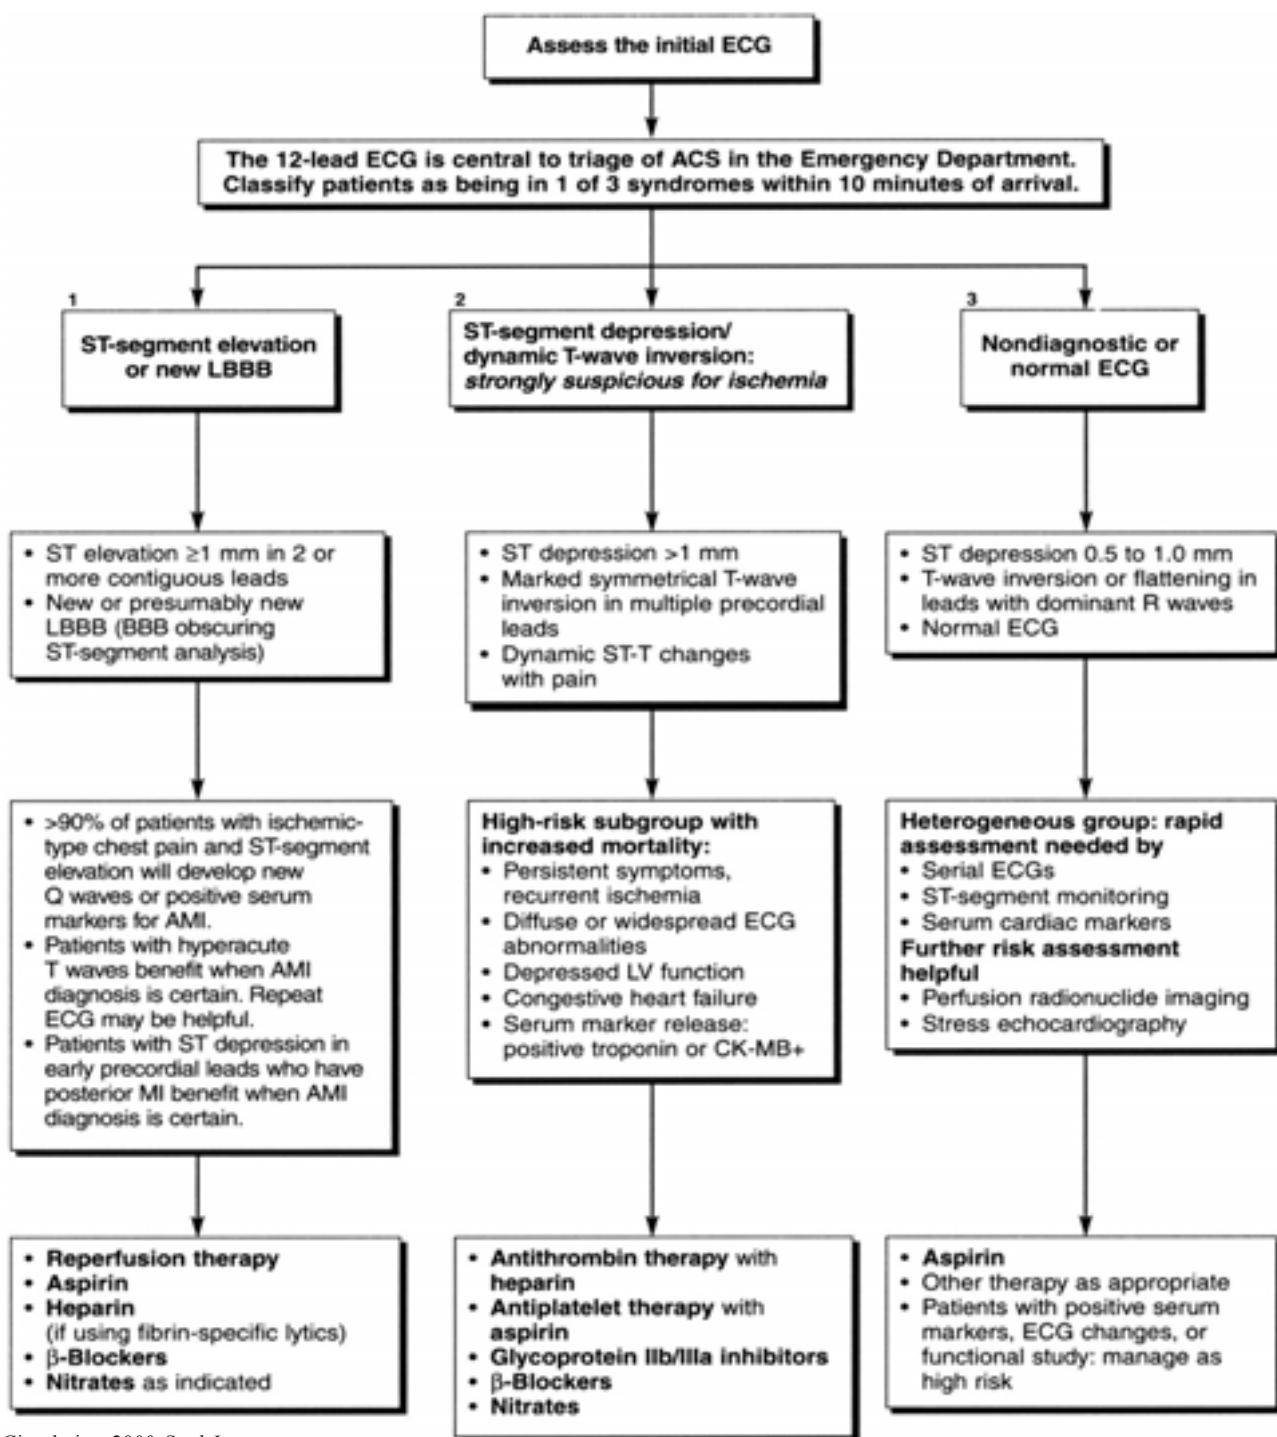 Assess the initial ECG
The 12-lead ECG is central to triage of ACS in the Emergency Department.
Classify patients as being in 1 of 3 syndromes within 10 minutes of arrival.
1
ST-segment elevation
or new LBBB
2
ST-segment depression/
dynamic T-wave inversion:
strongly suspicious for ischemia
3
Nondiagnostic or
normal ECG
• ST elevation ≥1 mm in 2 or
more contiguous leads
• New or presumably new
LBBB (BBB obscuring
ST-segment analysis)
• ST depression >1 mm
• Marked symmetrical T-wave
inversion in multiple precordial
leads
• Dynamic ST-T changes
with pain
• ST depression 0.5 to 1.0 mm
• T-wave inversion or flattening in
leads with dominant R waves
• Normal ECG
• >90% of patients with ischemic-
type chest pain and ST-segment
elevation will develop new
Q waves or positive serum
markers for AMI.
• Patients with hyperacute
T waves benefit when AMI
diagnosis is certain. Repeat
ECG may be helpful.
• Patients with ST depression in
early precordial leads who have
posterior MI benefit when AMI
diagnosis is certain.
High-risk subgroup with
increased mortality:
• Persistent symptoms,
recurrent ischemia
• Diffuse or widespread ECG
abnormalities
• Depressed LV function
• Congestive heart failure
• Serum marker release:
positive troponin or CK-MB+
Heterogeneous group: rapid
assessment needed by
• Serial ECGs
• ST-segment monitoring
• Serum cardiac markers
Further risk assessment
helpful
• Perfusion radionuclide imaging
• Stress echocardiography
• Reperfusion therapy
• Aspirin
• Heparin
(if using fibrin-specific lytics)
• β-Blockers
• Nitrates as indicated
• Antithrombin therapy with
heparin
• Antiplatelet therapy with
aspirin
• Glycoprotein IIb/IIIa inhibitors
• β-Blockers
• Nitrates
• Aspirin
• Other therapy as appropriate
• Patients with positive serum
markers, ECG changes, or
functional study: manage as
high risk